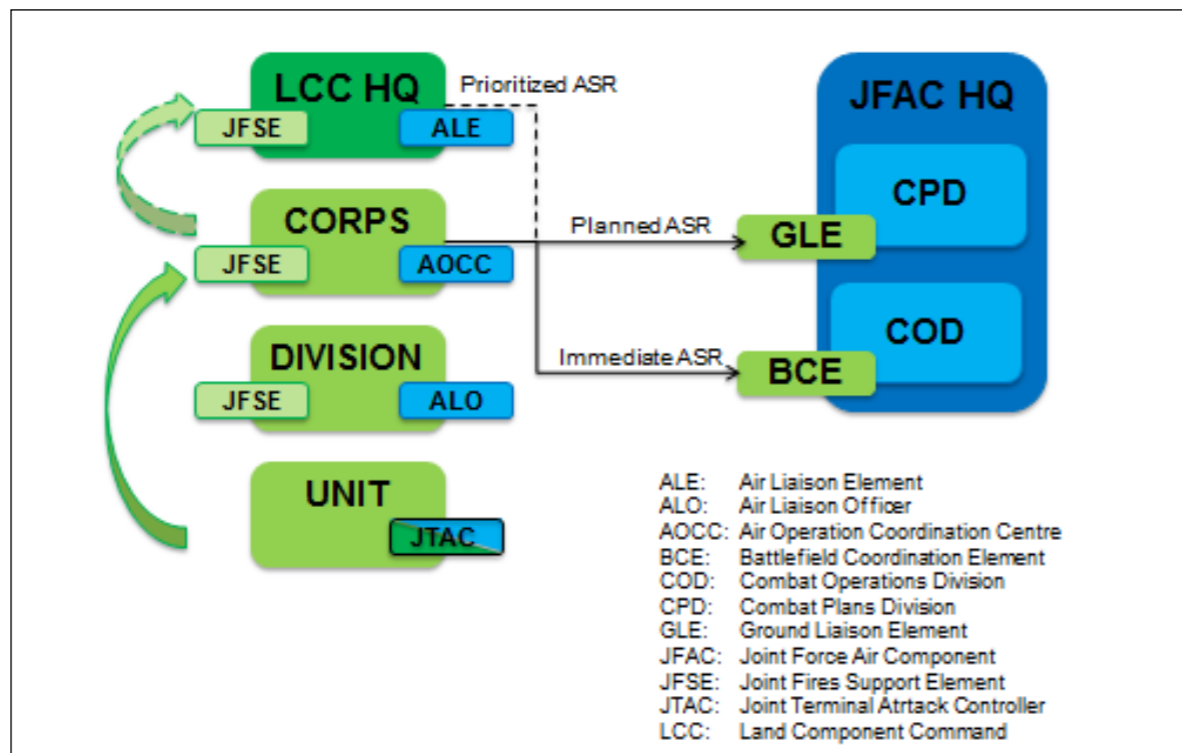 LCC HQ
Prioritized ASR
JFAC HQ
JFSE
ALE
CPD
CORPS
Planned ASR
GLE
JFSE
AOCC
COD
DIVISION
Immediate ASR
BCE
JFSE
ALO
UNIT
JTAC
ALE: Air Liaison Element
ALO: Air Liaison Officer
AOCC: Air Operation Coordination Centre
BCE: Battlefield Coordination Element
COD: Combat Operations Division
CPD: Combat Plans Division
GLE: Ground Liaison Element
JFAC: Joint Force Air Component
JFSE: Joint Fires Support Element
JTAC: Joint Terminal Atrtack Controller
LCC: Land Component Command